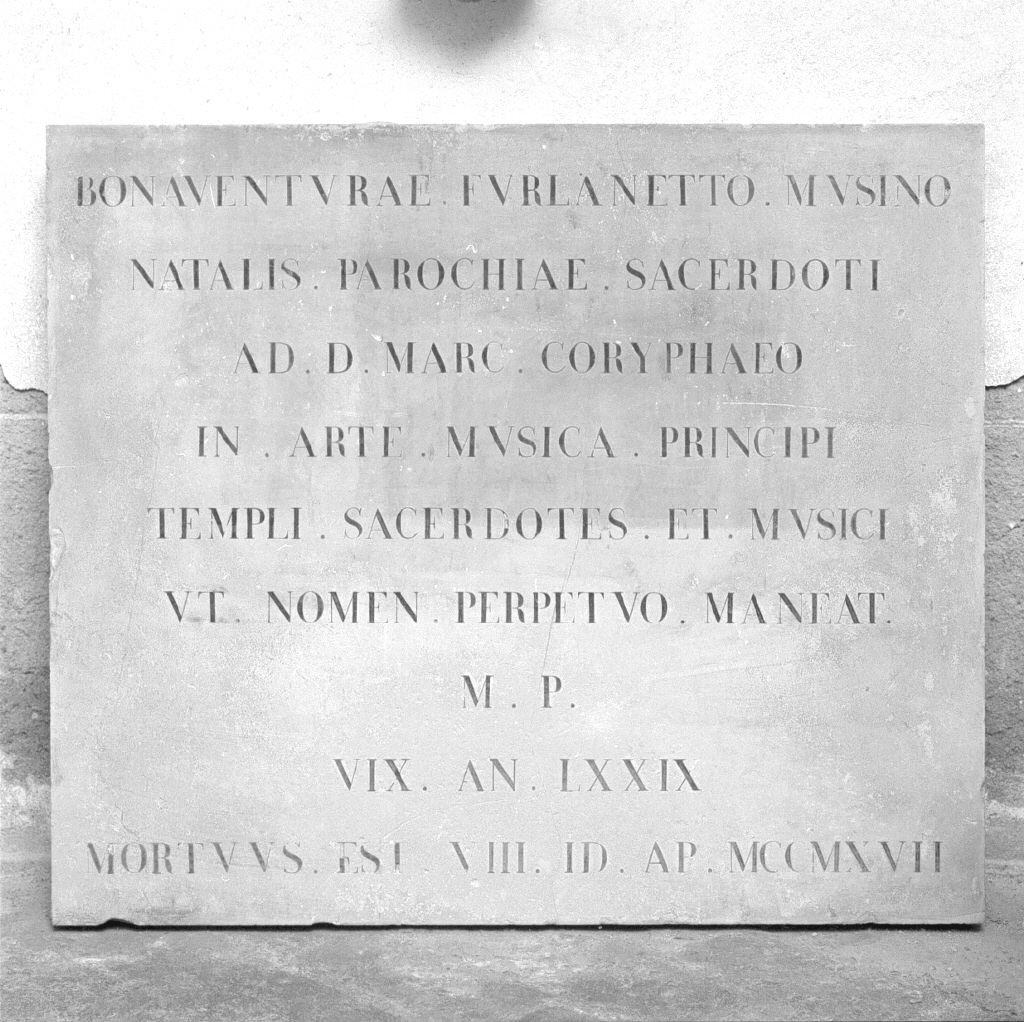 BONAVENTVRAE . FVRLANETTO . MVSINO
NATALIS . PAROCHIAE . SACERDOTI
AD . D . MARC . CORYPHAEO
IN . ARTE . MVSICA . PRINCIPI
TEMPLI . SACERDOTES . ET . MVSICI
VT . NOMEN . PERPETVO . MANEAT .
M . P .
VIX . AN . LXXIX
MORTVVS . EST . VIII . ID . AP . MCCMXVII